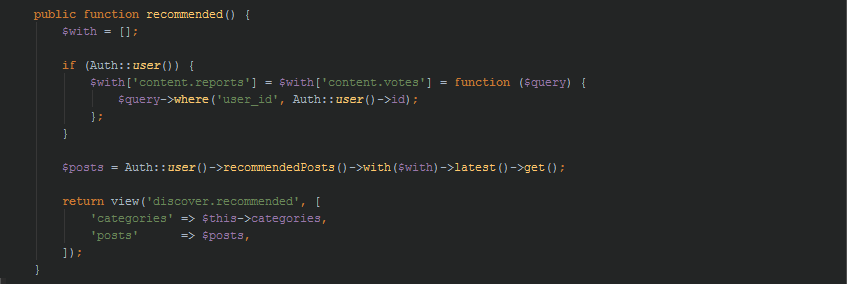 public function recommended() {
    $with = [];
    if (Auth::user()) {
        $with['content.reports'] = $with['content.votes'] = function ($query) {
            $query->where('user_id', Auth::user()->id);
        };
    }
    $posts = Auth::user()->recommendedPosts()->with($with)->latest()->get();
    return view('discover.recommended', [
        'categories' => $this->categories,
        'posts'      => $posts,
    ]);
}